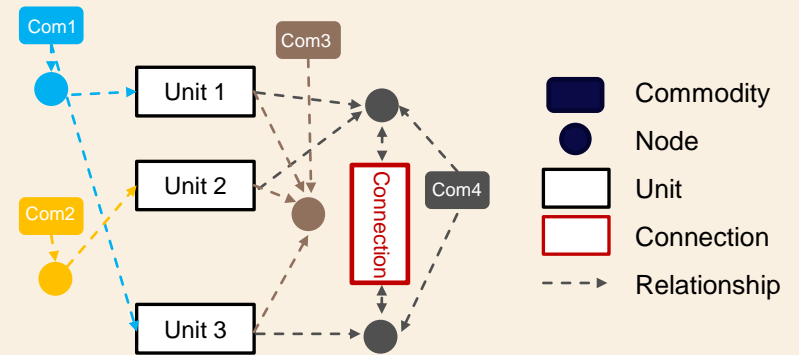 Com1
Com3
Unit 1
Commodity
Node
Unit 2
Com4
Unit
Connection
Com2
Connection
Relationship
Unit 3